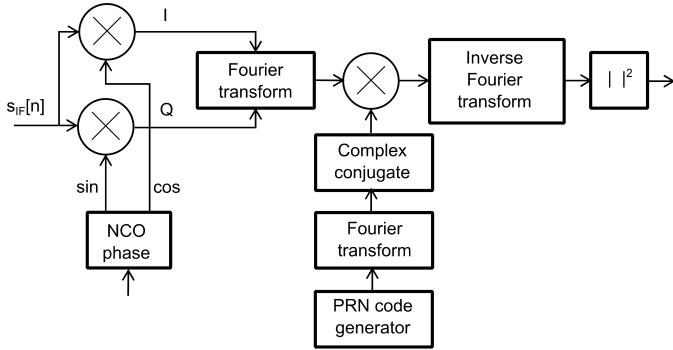 I
Fourier
transform
Inverse
Fourier
transform
| |²
s_IF[n]
Q
sin
cos
Complex
conjugate
NCO
phase
Fourier
transform
PRN code
generator